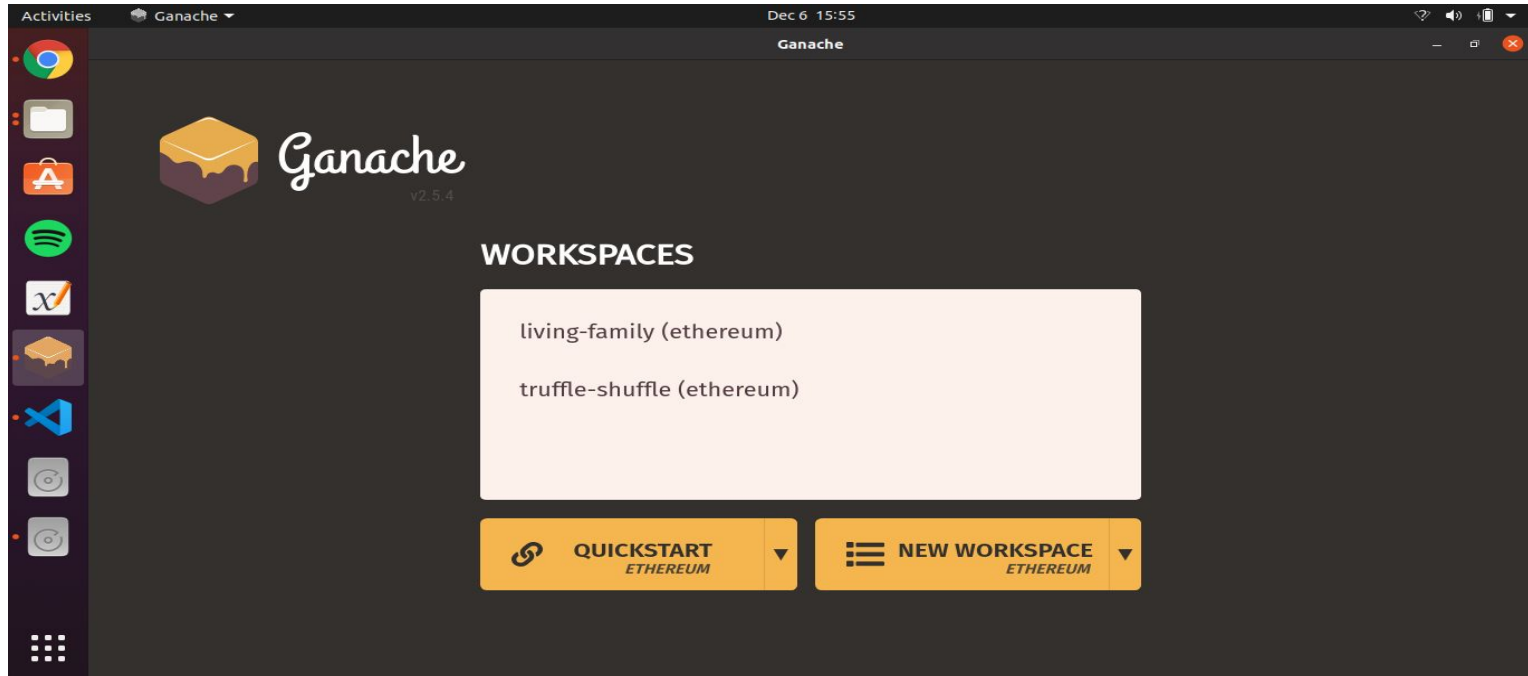 Activities Ganache Dec 6 15:55
Ganache
Ganache
v2.5.4
WORKSPACES
living-family (ethereum)
truffle-shuffle (ethereum)
QUICKSTART
ETHEREUM
NEW WORKSPACE
ETHEREUM